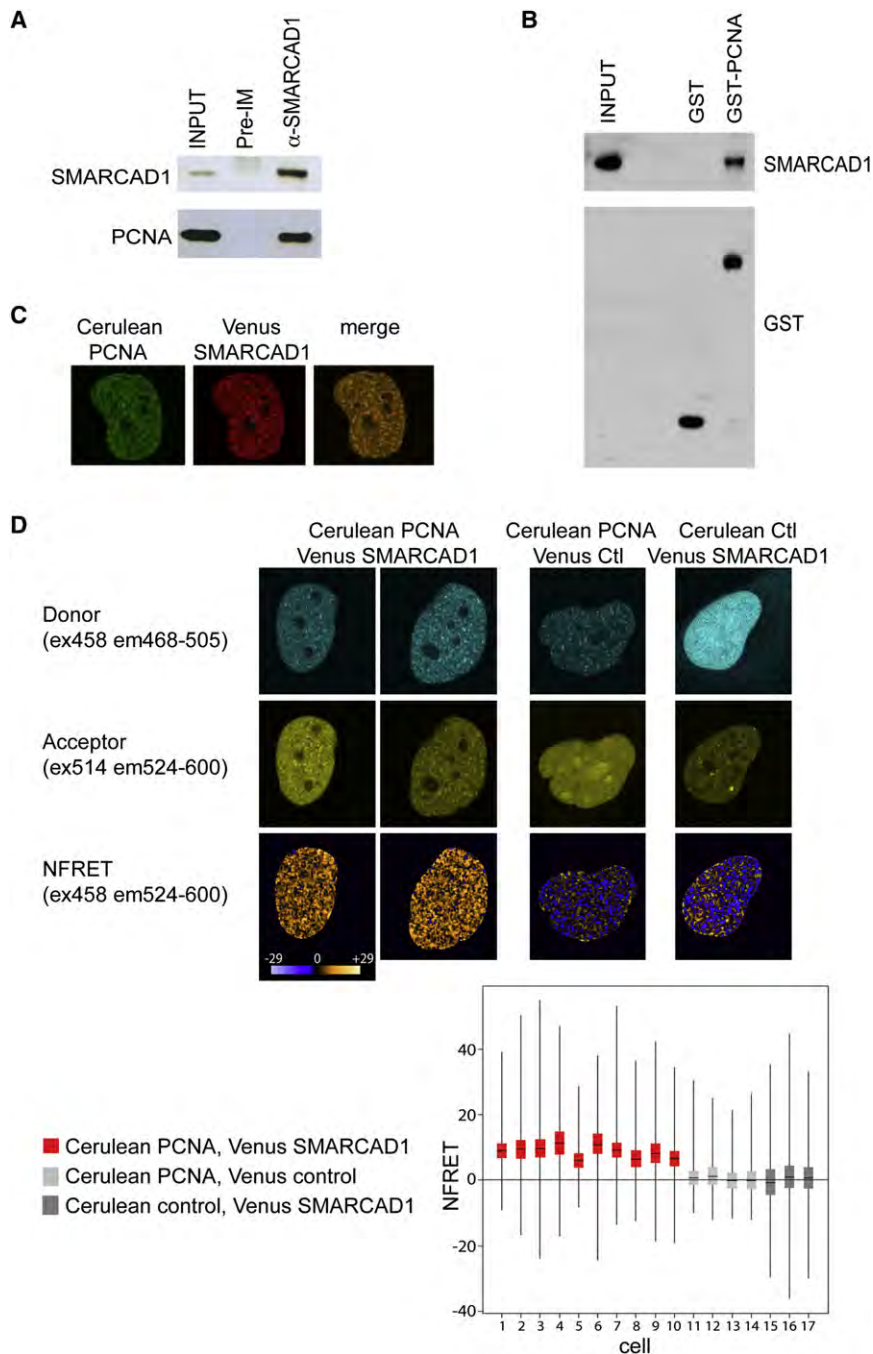 A
INPUT
Pre-IM
α-SMARCAD1
SMARCAD1
PCNA
B
INPUT
GST
GST-PCNA
SMARCAD1
GST
C
Cerulean PCNA
Venus SMARCAD1
merge
D
Cerulean PCNA
Venus SMARCAD1
Cerulean PCNA
Venus Ctl
Cerulean Ctl
Venus SMARCAD1
Donor
(ex458 em468-505)
Acceptor
(ex514 em524-600)
NFRET
(ex458 em524-600)
-29 0 +29
Cerulean PCNA, Venus SMARCAD1
Cerulean PCNA, Venus control
Cerulean control, Venus SMARCAD1
NFRET
40
20
0
-20
-40
1 2 3 4 5 6 7 8 9 10 11 12 13 14 15 16 17
cell